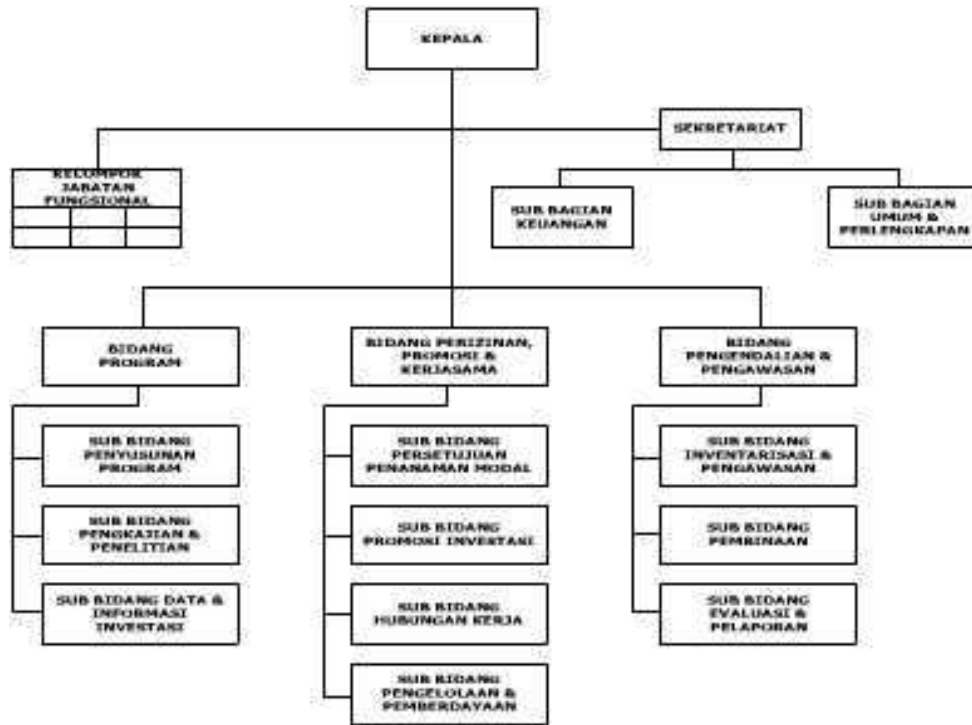 KEPALA
SEKRETARIAT
KELOMPOK
JABATAN
FUNGSIONAL
SUB BAGIAN
KEUANGAN
SUB BAGIAN
UMUM &
PERLENGKAPAN
BIDANG
PROGRAM
BIDANG PERIZINAN,
PROMOSI &
KERJASAMA
BIDANG
PENGENDALIAN &
PENGAWASAN
SUB BIDANG
PENYUSUNAN
PROGRAM
SUB BIDANG
PERSETUJUAN
PENANAMAN MODAL
SUB BIDANG
INVENTARISASI &
PENGAWASAN
SUB BIDANG
PENGKAJIAN &
PENELITIAN
SUB BIDANG
PROMOSI INVESTASI
SUB BIDANG
PEMBINAAN
SUB BIDANG DATA &
INFORMASI
INVESTASI
SUB BIDANG
HUBUNGAN KERJA
SUB BIDANG
EVALUASI &
PELAPORAN
SUB BIDANG
PENGELOLAAN &
PEMBERDAYAAN